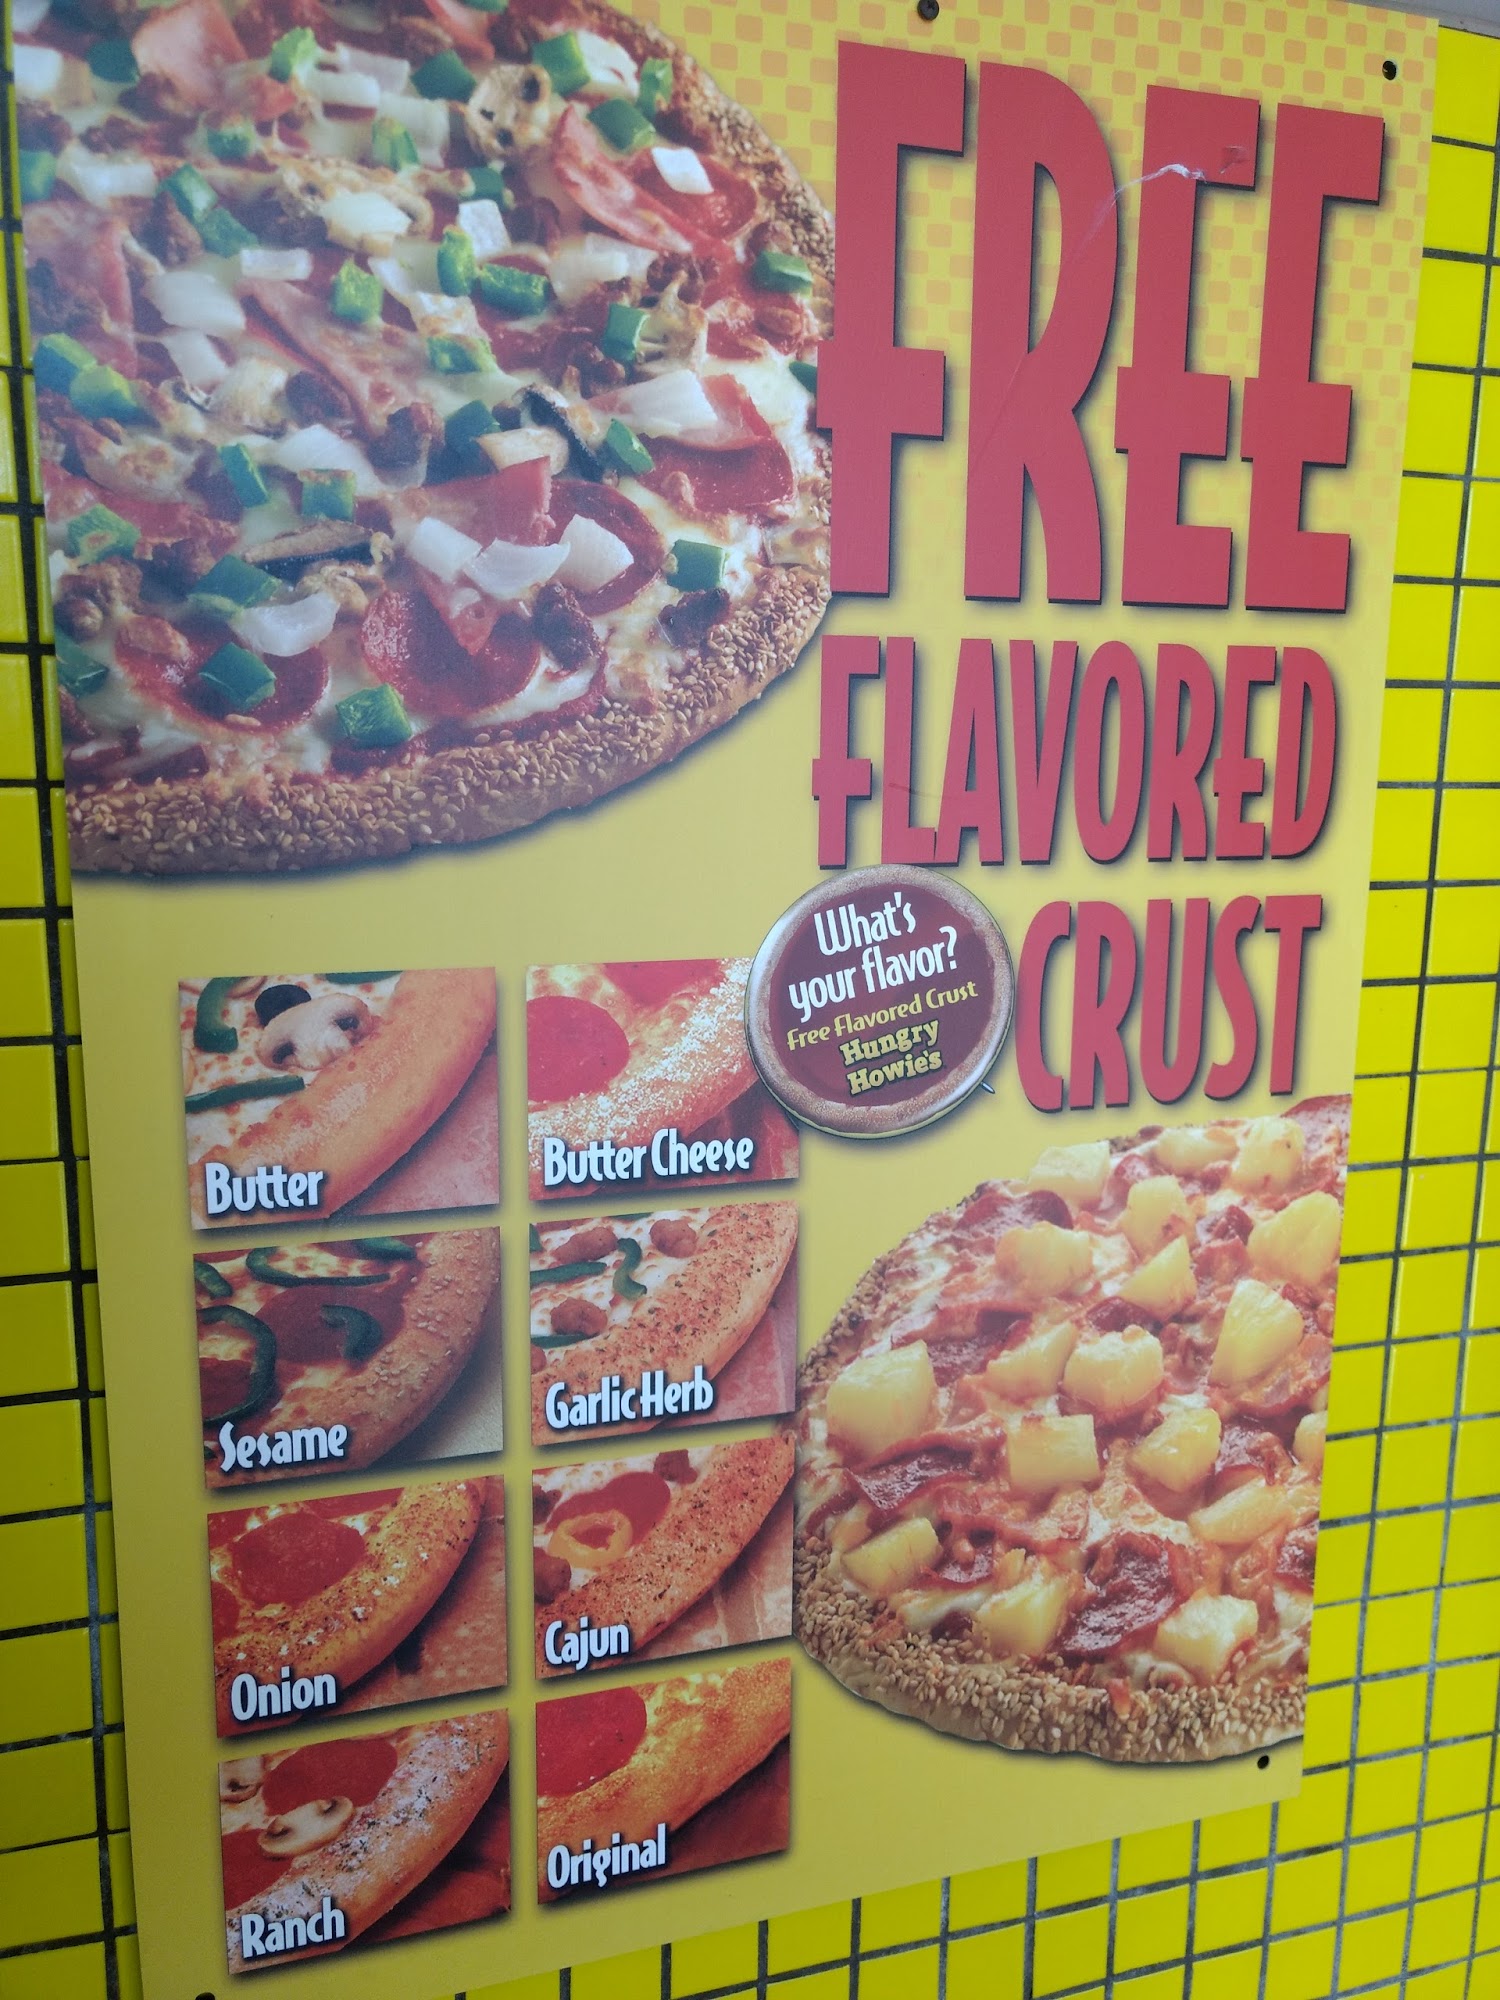 FREE
FLAVORED
CRUST
What's
your flavor?
Free Flavored Crust
Hungry
Howie's
Butter
Butter Cheese
Sesame
Garlic Herb
Onion
Cajun
Ranch
Original